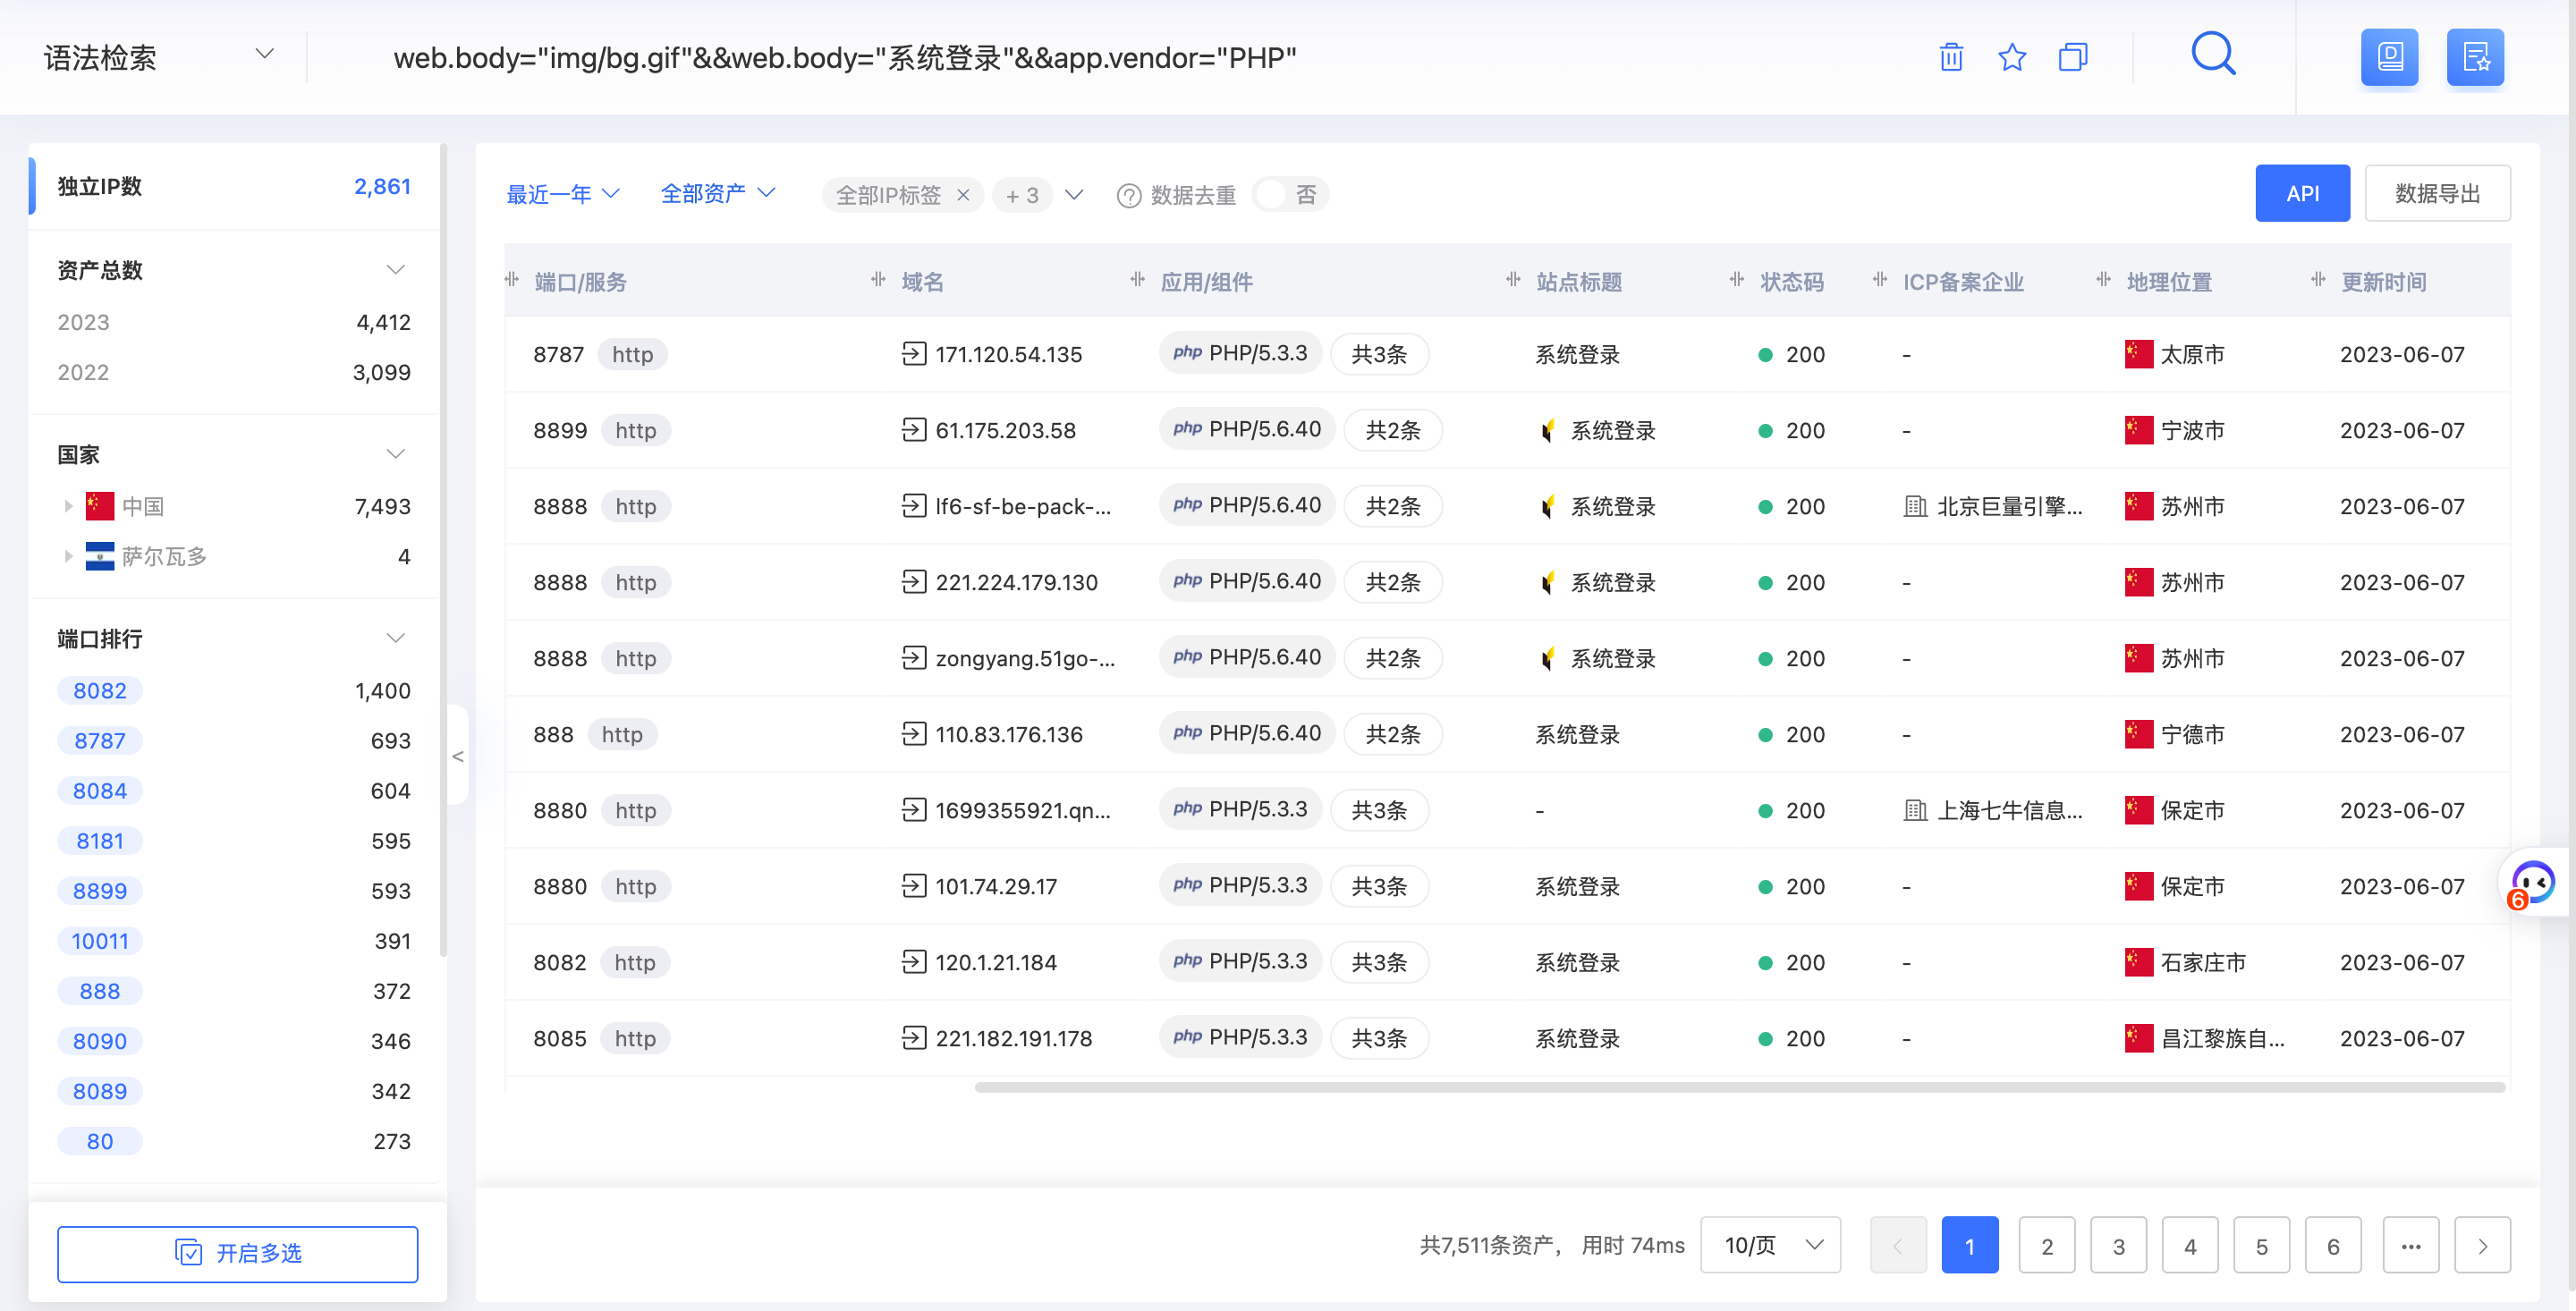 语法检索
web.body="img/bg.gif"&&web.body="系统登录"&&app.vendor="PHP"
独立IP数 2,861
资产总数
2023 4,412
2022 3,099
国家
中国 7,493
萨尔瓦多 4
端口排行
8082 1,400
8787 693
8084 604
8181 595
8899 593
10011 391
888 372
8090 346
8089 342
80 273
开启多选
<
最近一年 全部资产 全部IP标签 × + 3 ? 数据去重 否 API 数据导出
端口/服务 域名 应用/组件 站点标题 状态码 ICP备案企业 地理位置 更新时间
8787 http 171.120.54.135 php PHP/5.3.3 共3条 系统登录 200 - 太原市 2023-06-07
8899 http 61.175.203.58 php PHP/5.6.40 共2条 系统登录 200 - 宁波市 2023-06-07
8888 http lf6-sf-be-pack-... php PHP/5.6.40 共2条 系统登录 200 北京巨量引擎... 苏州市 2023-06-07
8888 http 221.224.179.130 php PHP/5.6.40 共2条 系统登录 200 - 苏州市 2023-06-07
8888 http zongyang.51go-... php PHP/5.6.40 共2条 系统登录 200 - 苏州市 2023-06-07
888 http 110.83.176.136 php PHP/5.6.40 共2条 系统登录 200 - 宁德市 2023-06-07
8880 http 1699355921.qn... php PHP/5.3.3 共3条 - 200 上海七牛信息... 保定市 2023-06-07
8880 http 101.74.29.17 php PHP/5.3.3 共3条 系统登录 200 - 保定市 2023-06-07
8082 http 120.1.21.184 php PHP/5.3.3 共3条 系统登录 200 - 石家庄市 2023-06-07
8085 http 221.182.191.178 php PHP/5.3.3 共3条 系统登录 200 - 昌江黎族自... 2023-06-07
6
共7,511条资产， 用时 74ms 10/页 < 1 2 3 4 5 6 ··· >